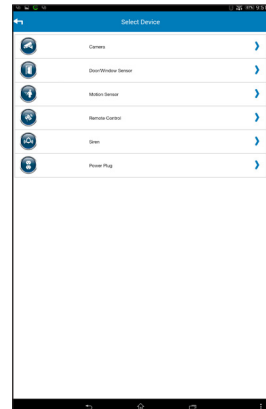 Select Device
Camera
Door/Window Sensor
Motion Sensor
Remote Control
Siren
Power Plug